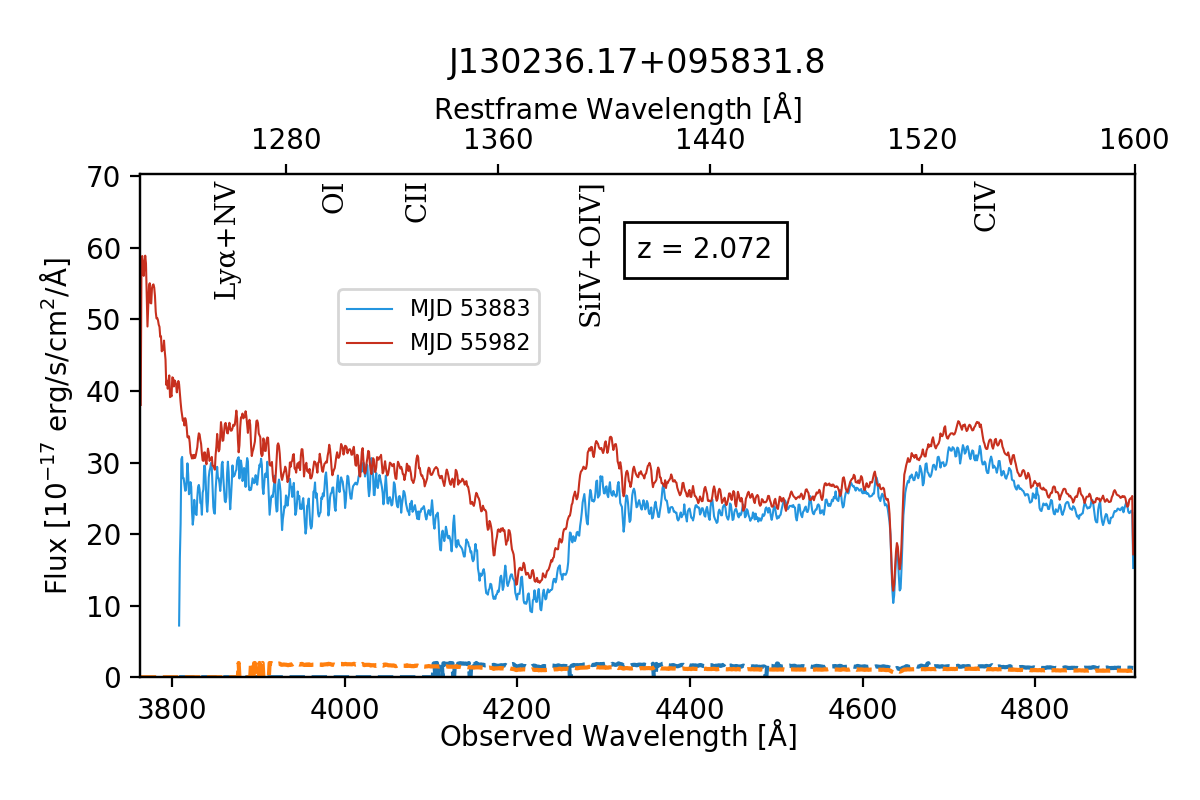 J130236.17+095831.8
Restframe Wavelength [Å]
1280 1360 1440 1520 1600
70
60
50
40
30
20
10
0
Flux [10⁻¹⁷ erg/s/cm²/Å]
Lyα+NV
OI
CII
SiIV+OIV]
CIV
z = 2.072
MJD 53883
MJD 55982
3800 4000 4200 4400 4600 4800
Observed Wavelength [Å]